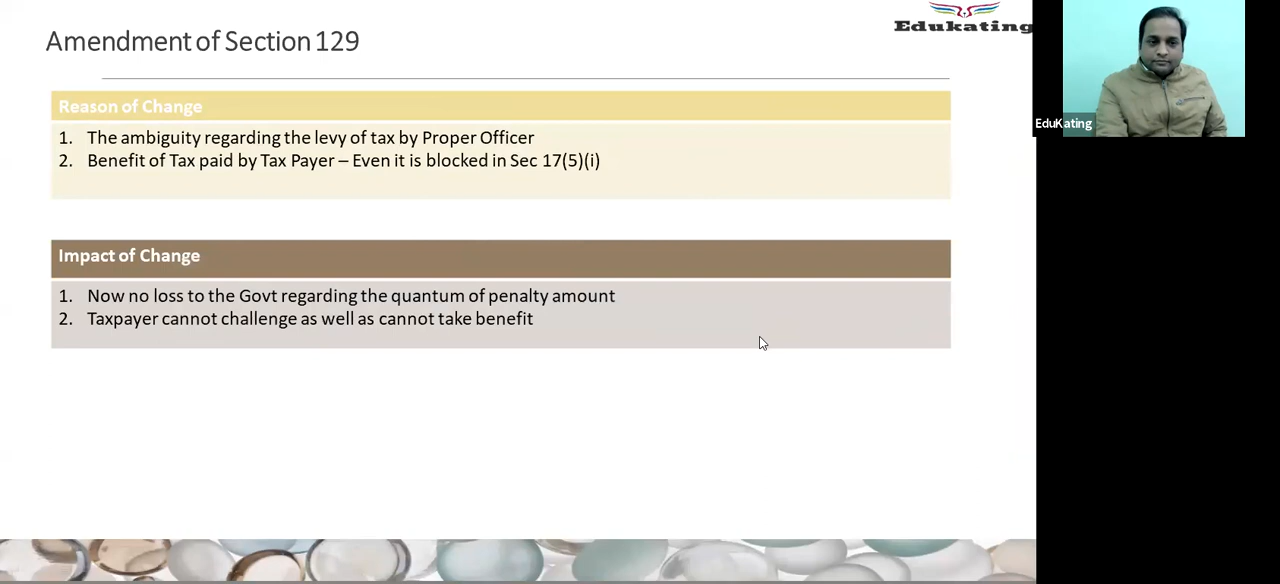 Edukating
Amendment of Section 129
EduKating
Reason of Change
1. The ambiguity regarding the levy of tax by Proper Officer
2. Benefit of Tax paid by Tax Payer – Even it is blocked in Sec 17(5)(i)
Impact of Change
1. Now no loss to the Govt regarding the quantum of penalty amount
2. Taxpayer cannot challenge as well as cannot take benefit